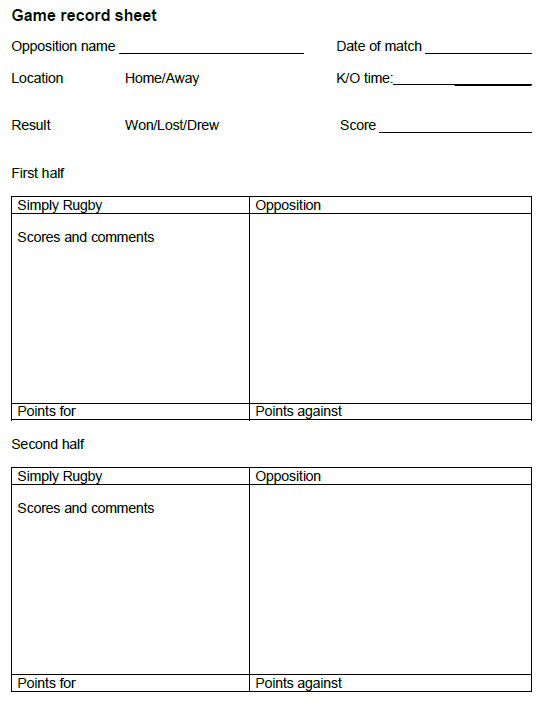 Game record sheet
Opposition name Date of match
Location Home/Away K/O time:
Result Won/Lost/Drew Score
First half
Simply Rugby Opposition
Scores and comments
Points for Points against
Second half
Simply Rugby Opposition
Scores and comments
Points for Points against